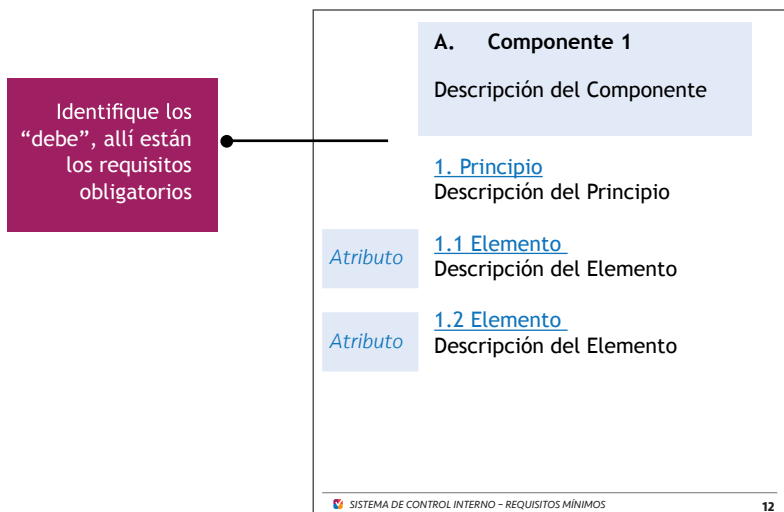 Identifique los
“debe”, allí están
los requisitos
obligatorios
A. Componente 1
Descripción del Componente
1. Principio
Descripción del Principio
Atributo
1.1 Elemento
Descripción del Elemento
Atributo
1.2 Elemento
Descripción del Elemento
SISTEMA DE CONTROL INTERNO – REQUISITOS MÍNIMOS
12